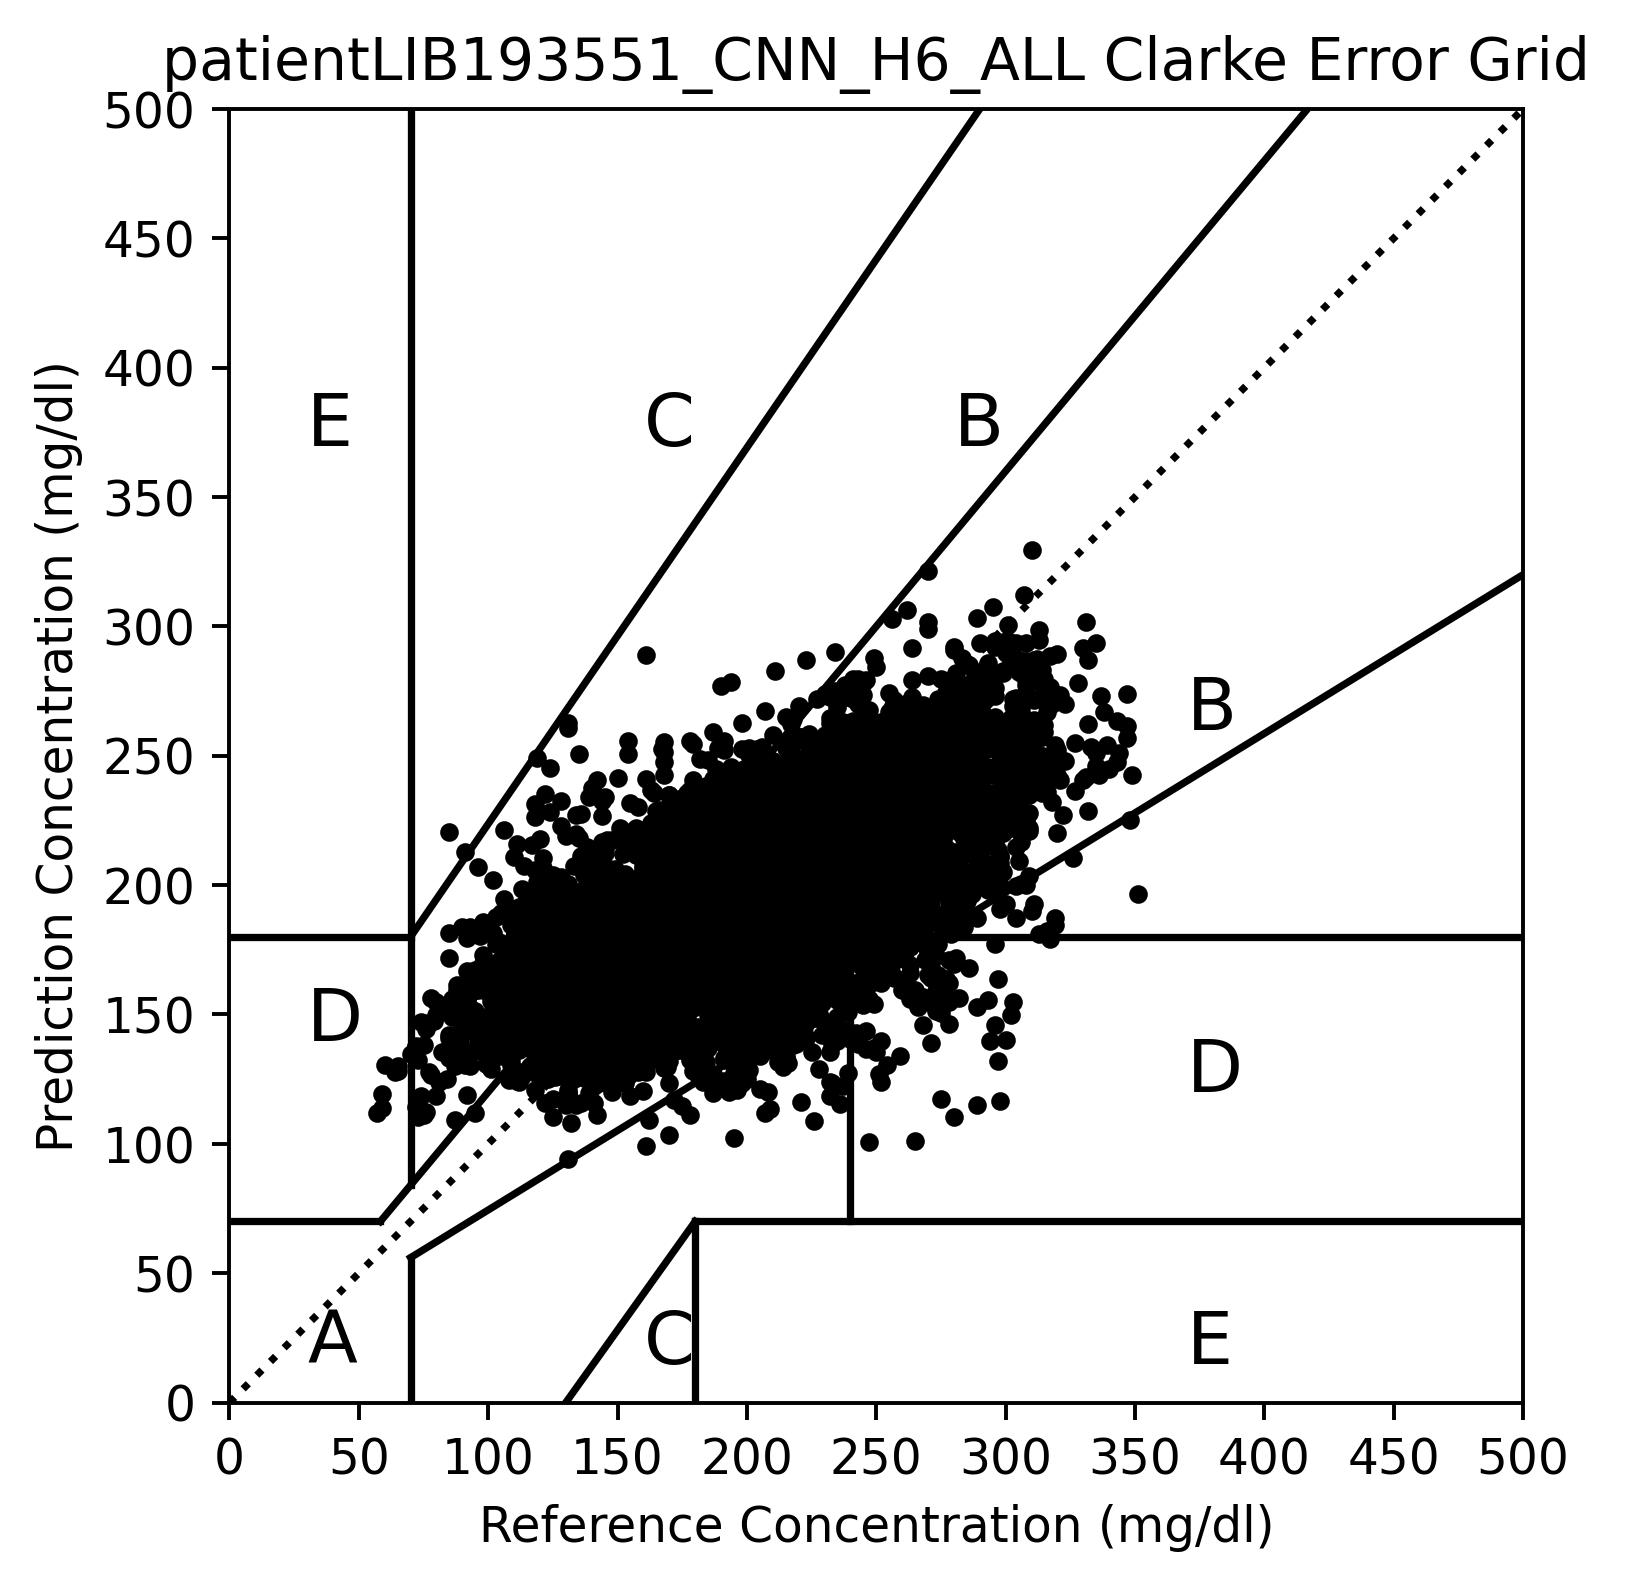 patientLIB193551_CNN_H6_ALL Clarke Error Grid
Prediction Concentration (mg/dl)
500
450
400
350
300
250
200
150
100
50
0
E
C
B
B
D
D
A
C
E
0 50 100 150 200 250 300 350 400 450 500
Reference Concentration (mg/dl)